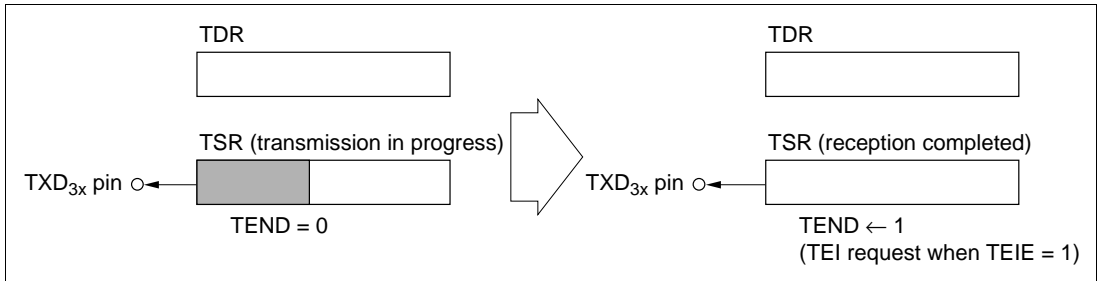 TDR
TSR (transmission in progress)
TXD3x pin
TEND = 0
TDR
TSR (reception completed)
TXD3x pin
TEND ← 1
(TEI request when TEIE = 1)